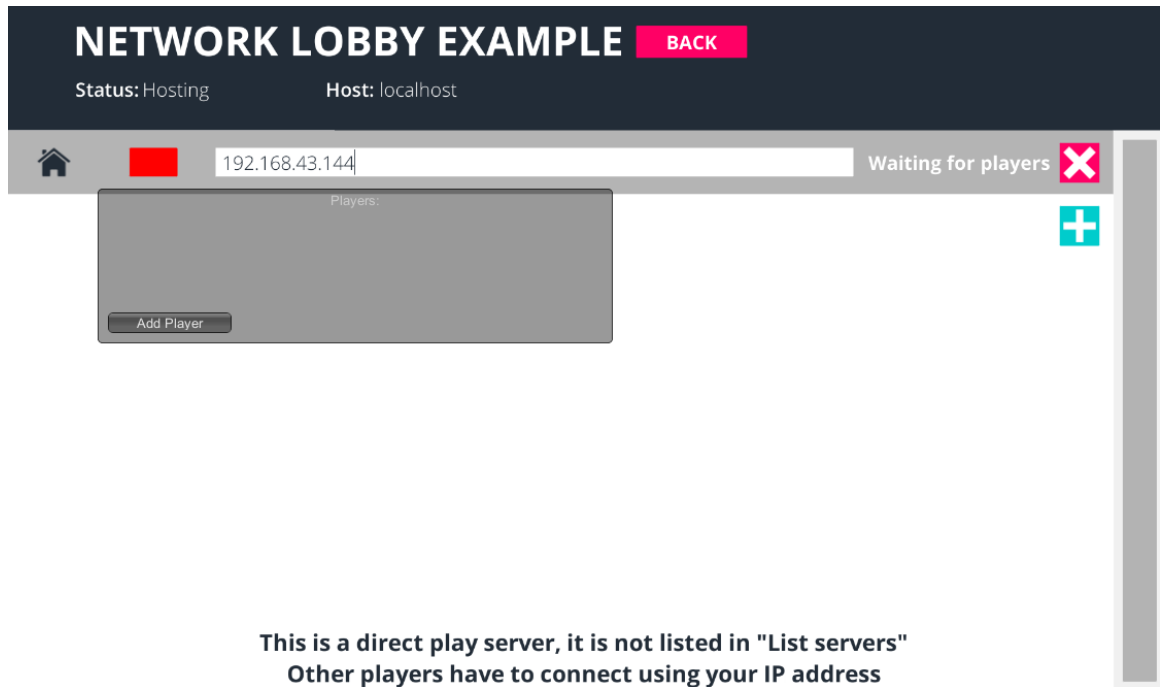 NETWORK LOBBY EXAMPLE BACK
Status: Hosting Host: localhost
192.168.43.144 Waiting for players
Players:
Add Player
This is a direct play server, it is not listed in "List servers"
Other players have to connect using your IP address